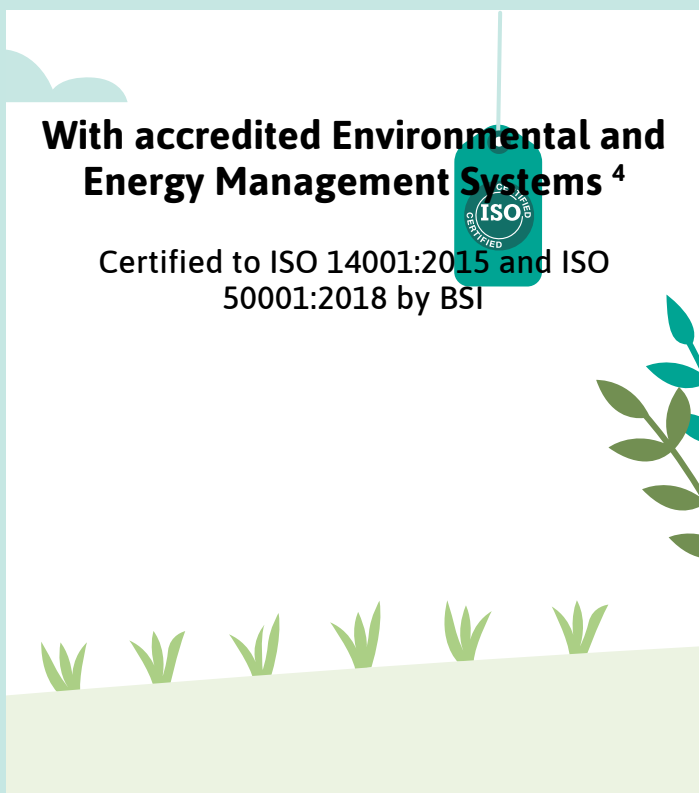 With accredited Environmental and
Energy Management Systems ⁴
CERTIFIED
ISO
CERTIFIED
Certified to ISO 14001:2015 and ISO
50001:2018 by BSI